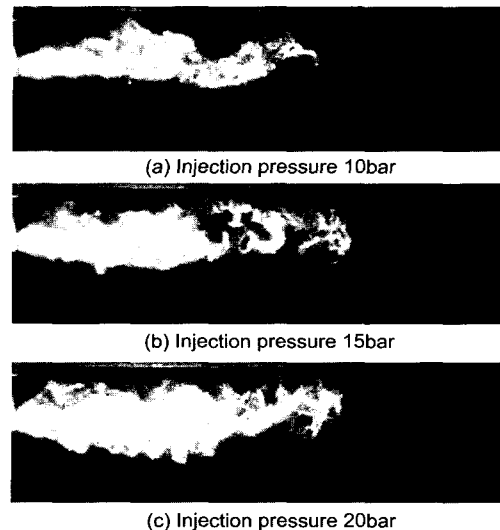 (a) Injection pressure 10bar
(b) Injection pressure 15bar
(c) Injection pressure 20bar